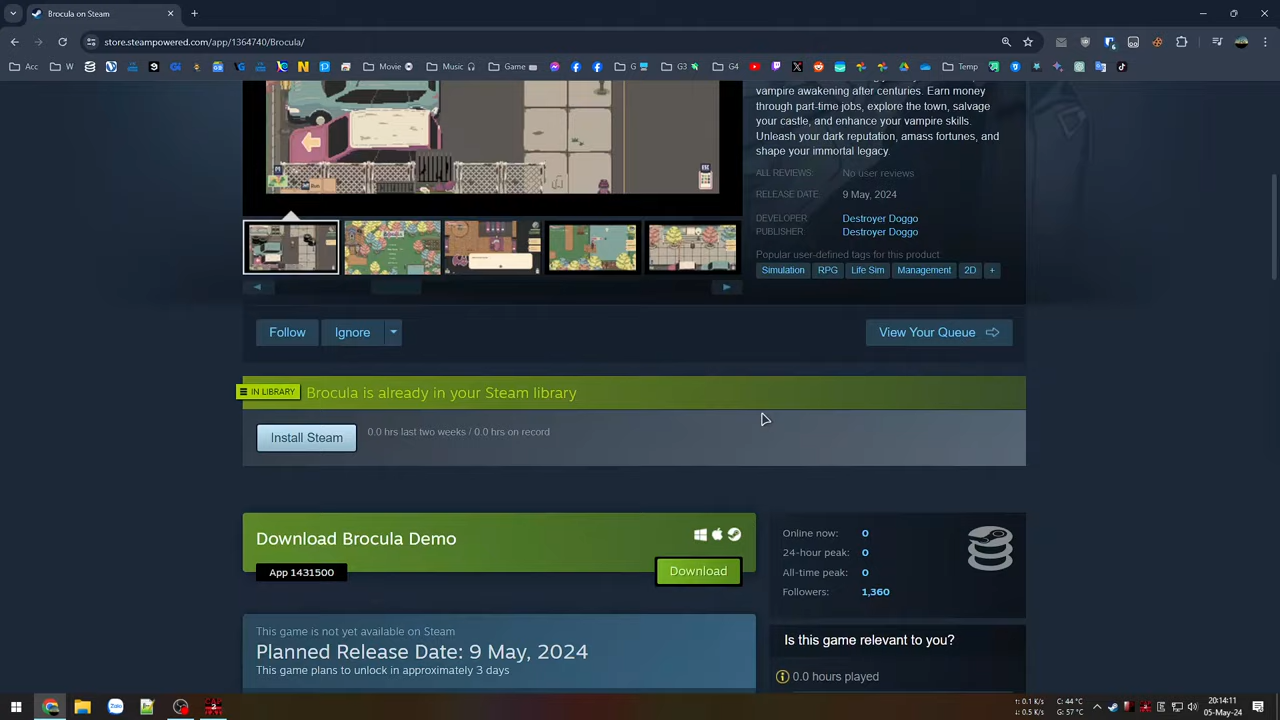 Brocula on Steam
store.steampowered.com/app/1364740/Brocula/
Acc
W
Movie
Music
Game
G
G3
G4
Temp
vampire awakening after centuries. Earn money
through part-time jobs, explore the town, salvage
your castle, and enhance your vampire skills.
Unleash your dark reputation, amass fortunes, and
shape your immortal legacy.
ALL REVIEWS: No user reviews
RELEASE DATE: 9 May, 2024
DEVELOPER: Destroyer Doggo
PUBLISHER: Destroyer Doggo
Popular user-defined tags for this product:
Simulation RPG Life Sim Management 2D +
Follow Ignore
View Your Queue
IN LIBRARY Brocula is already in your Steam library
Install Steam 0.0 hrs last two weeks / 0.0 hrs on record
Download Brocula Demo
App 1431500
Download
Online now: 0
24-hour peak: 0
All-time peak: 0
Followers: 1,360
This game is not yet available on Steam
Planned Release Date: 9 May, 2024
This game plans to unlock in approximately 3 days
Is this game relevant to you?
0.0 hours played
Zalo
: 0.1 K/s C: 44 °C
: 0.5 K/s G: 57 °C
20:14:11
05-May-24